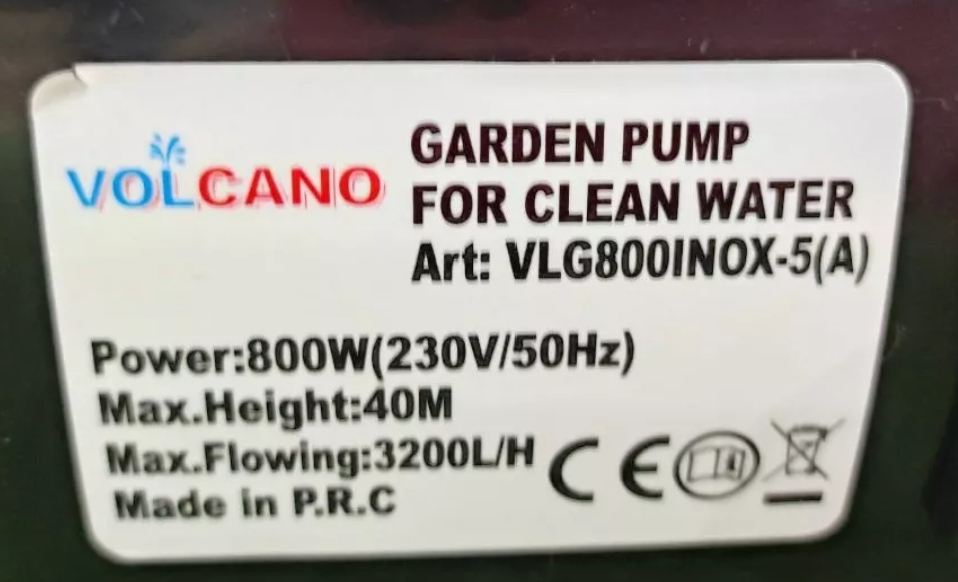 VOLCANO
GARDEN PUMP
FOR CLEAN WATER
Art: VLG800INOX-5(A)
Power:800W(230V/50Hz)
Max.Height:40M
Max.Flowing:3200L/H
Made in P.R.C
CE